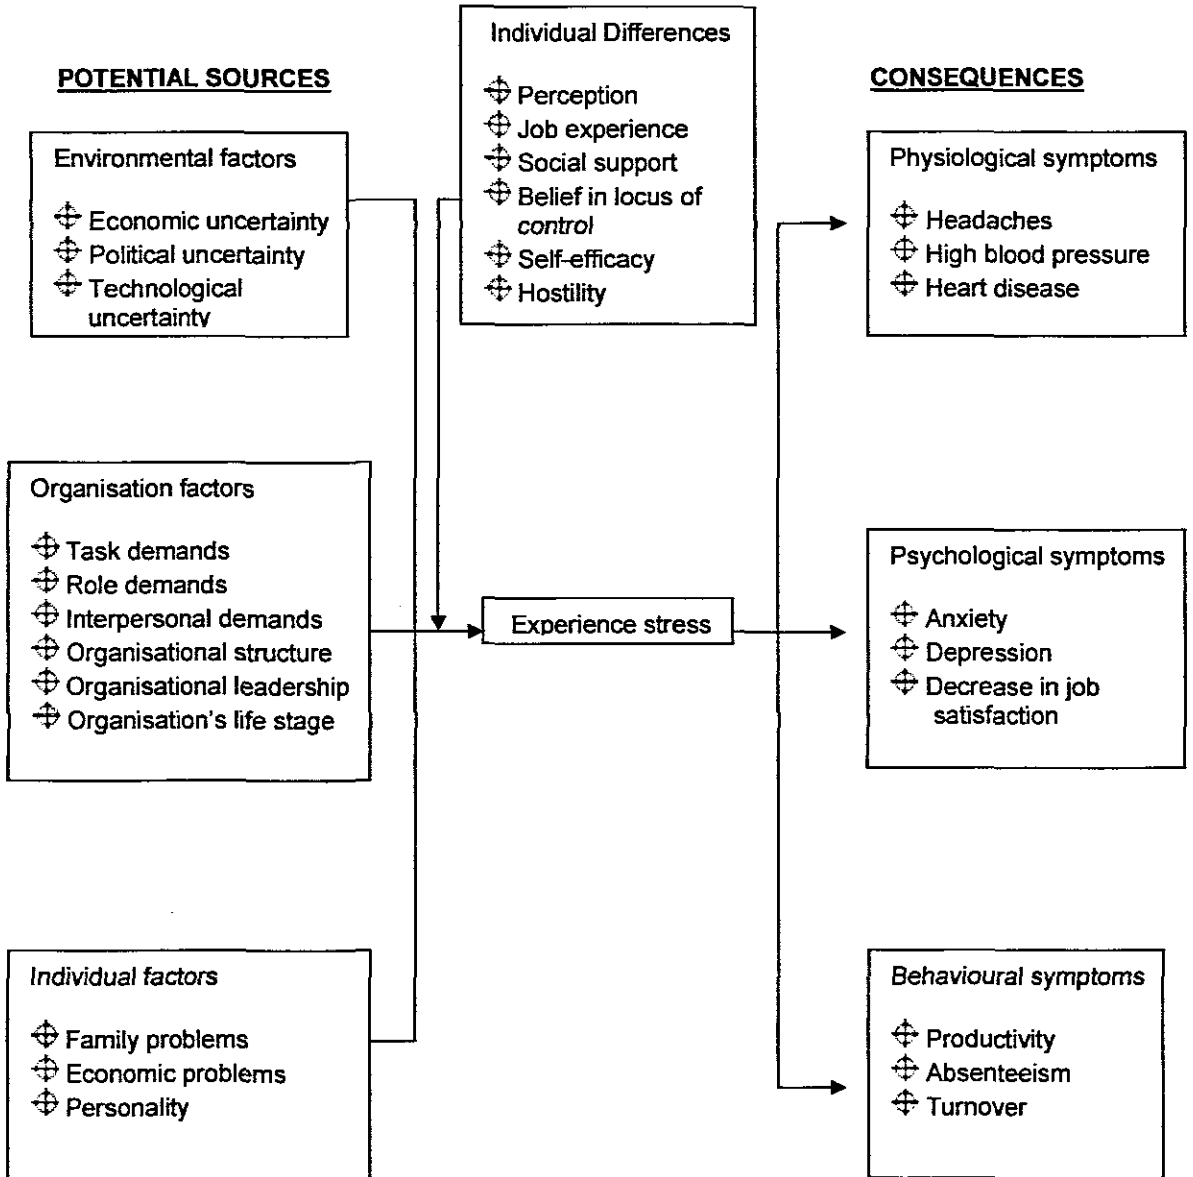 Individual Differences
Perception
Job experience
Social support
Belief in locus of
control
Self-efficacy
Hostility
POTENTIAL SOURCES
Environmental factors
Economic uncertainty
Political uncertainty
Technological
uncertainty
Organisation factors
Task demands
Role demands
Interpersonal demands
Organisational structure
Organisational leadership
Organisation's life stage
Individual factors
Family problems
Economic problems
Personality
Experience stress
CONSEQUENCES
Physiological symptoms
Headaches
High blood pressure
Heart disease
Psychological symptoms
Anxiety
Depression
Decrease in job
satisfaction
Behavioural symptoms
Productivity
Absenteeism
Turnover